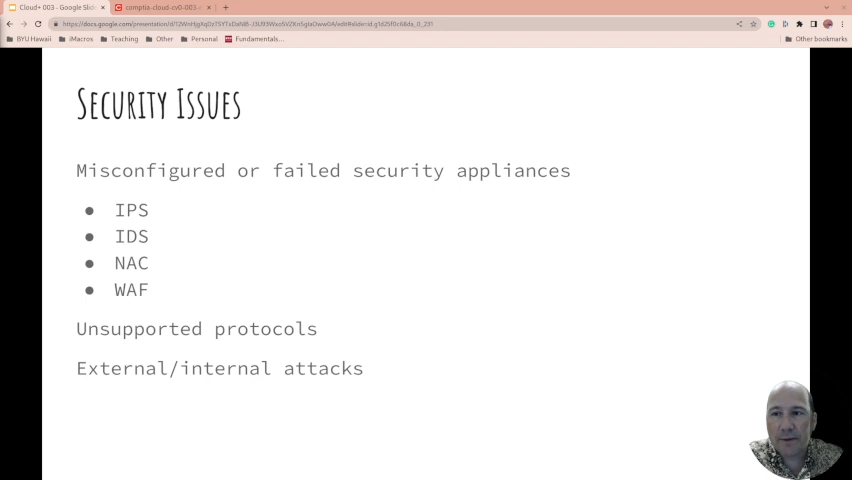 Cloud+ 003 - Google Slide
comptia-cloud-cv0-003-e
BYU Hawaii
iMacros
Teaching
Other
Personal
Fundamentals...
Other bookmarks
Security Issues
Misconfigured or failed security appliances
● IPS
● IDS
● NAC
● WAF
Unsupported protocols
External/internal attacks